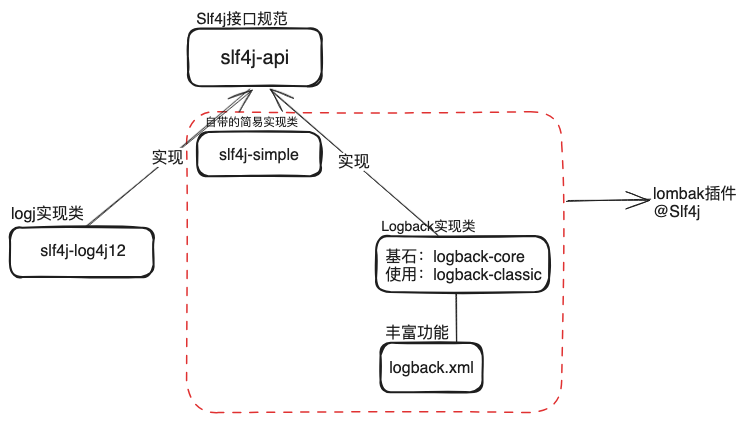 Slf4j接口规范
slf4j-api
自带的简易实现类
slf4j-simple
实现
实现
lombak插件
@Slf4j
logj实现类
slf4j-log4j12
Logback实现类
基石：logback-core
使用：logback-classic
丰富功能
logback.xml